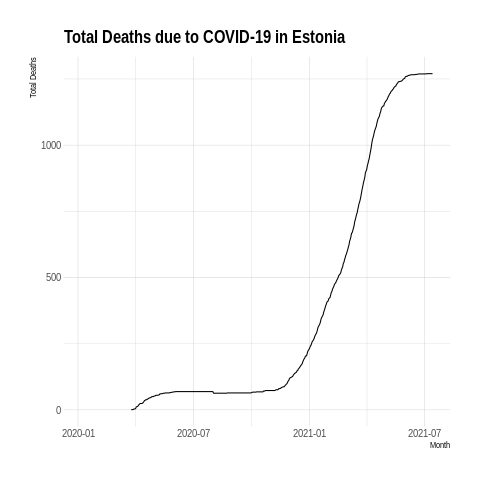 Total Deaths due to COVID-19 in Estonia
Total Deaths
1000
500
0
2020-01
2020-07
2021-01
2021-07
Month